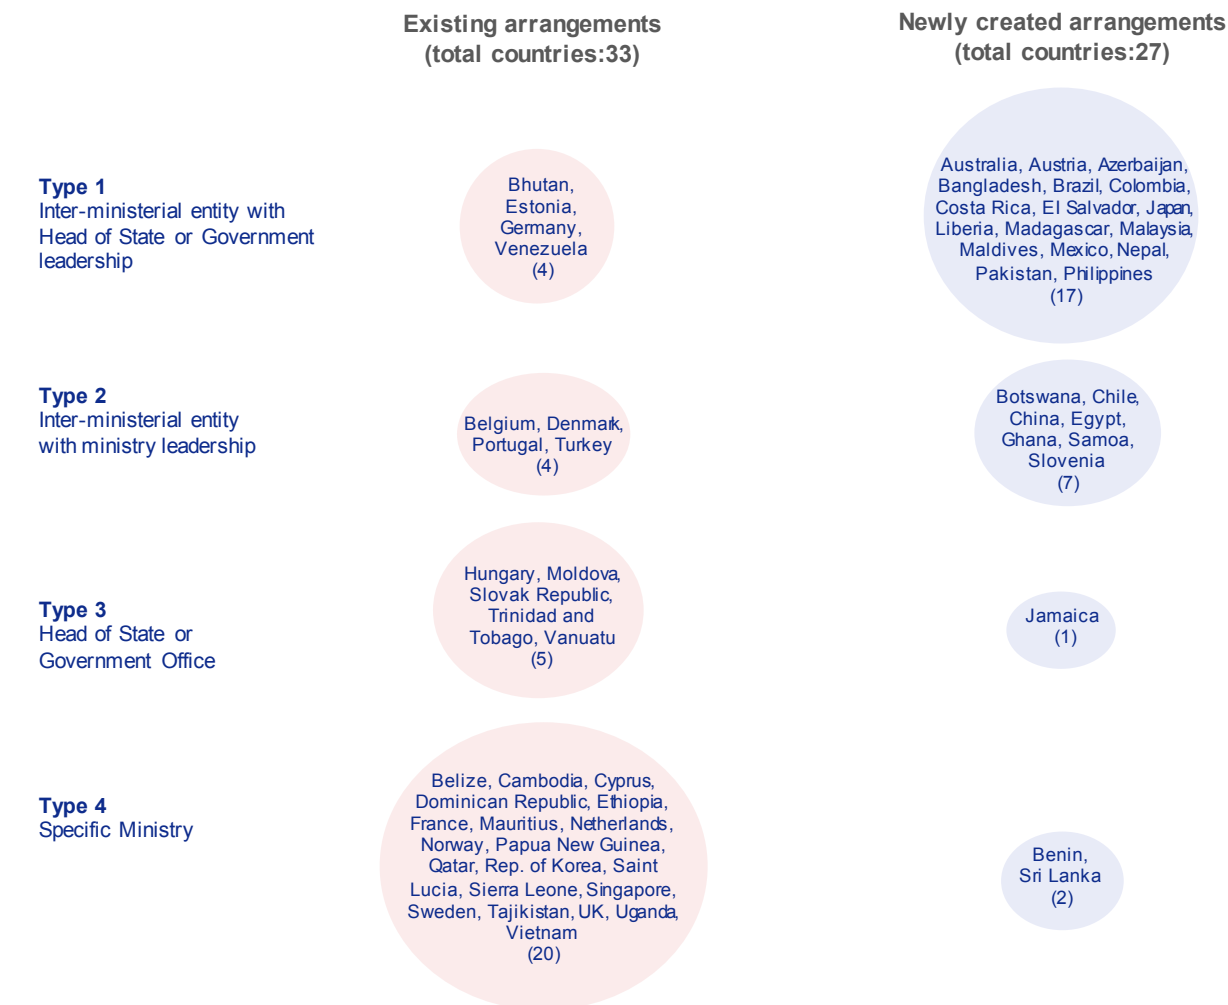 Existing arrangements
(total countries:33)
Newly created arrangements
(total countries:27)
Type 1
Inter-ministerial entity with
Head of State or Government
leadership
Bhutan,
Estonia,
Germany,
Venezuela
(4)
Australia, Austria, Azerbaijan,
Bangladesh, Brazil, Colombia,
Costa Rica, El Salvador, Japan,
Liberia, Madagascar, Malaysia,
Maldives, Mexico, Nepal,
Pakistan, Philippines
(17)
Type 2
Inter-ministerial entity
with ministry leadership
Belgium, Denmark,
Portugal, Turkey
(4)
Botswana, Chile,
China, Egypt,
Ghana, Samoa,
Slovenia
(7)
Type 3
Head of State or
Government Office
Hungary, Moldova,
Slovak Republic,
Trinidad and
Tobago, Vanuatu
(5)
Jamaica
(1)
Type 4
Specific Ministry
Belize, Cambodia, Cyprus,
Dominican Republic, Ethiopia,
France, Mauritius, Netherlands,
Norway, Papua New Guinea,
Qatar, Rep. of Korea, Saint
Lucia, Sierra Leone, Singapore,
Sweden, Tajikistan, UK, Uganda,
Vietnam
(20)
Benin,
Sri Lanka
(2)